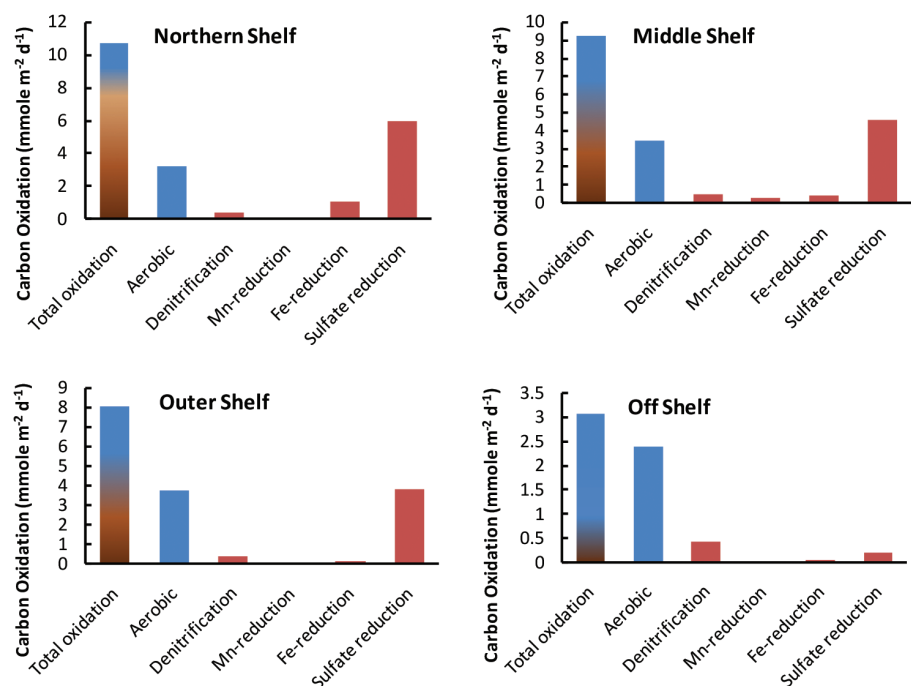 Northern Shelf
Carbon Oxidation (mmole m⁻² d⁻¹)
12
10
8
6
4
2
0
Total oxidation
Aerobic
Denitrification
Mn-reduction
Fe-reduction
Sulfate reduction
Middle Shelf
Carbon Oxidation (mmole m⁻² d⁻¹)
10
9
8
7
6
5
4
3
2
1
0
Total oxidation
Aerobic
Denitrification
Mn-reduction
Fe-reduction
Sulfate reduction
Outer Shelf
Carbon Oxidation (mmole m⁻² d⁻¹)
9
8
7
6
5
4
3
2
1
0
Total oxidation
Aerobic
Denitrification
Mn-reduction
Fe-reduction
Sulfate reduction
Off Shelf
Carbon Oxidation (mmole m⁻² d⁻¹)
3.5
3
2.5
2
1.5
1
0.5
0
Total oxidation
Aerobic
Denitrification
Mn-reduction
Fe-reduction
Sulfate reduction